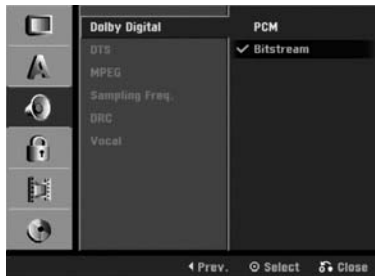 Dolby Digital
DTS
MPEG
Sampling Freq.
DRC
Vocal
PCM
✓ Bitstream
Prev. Select Close